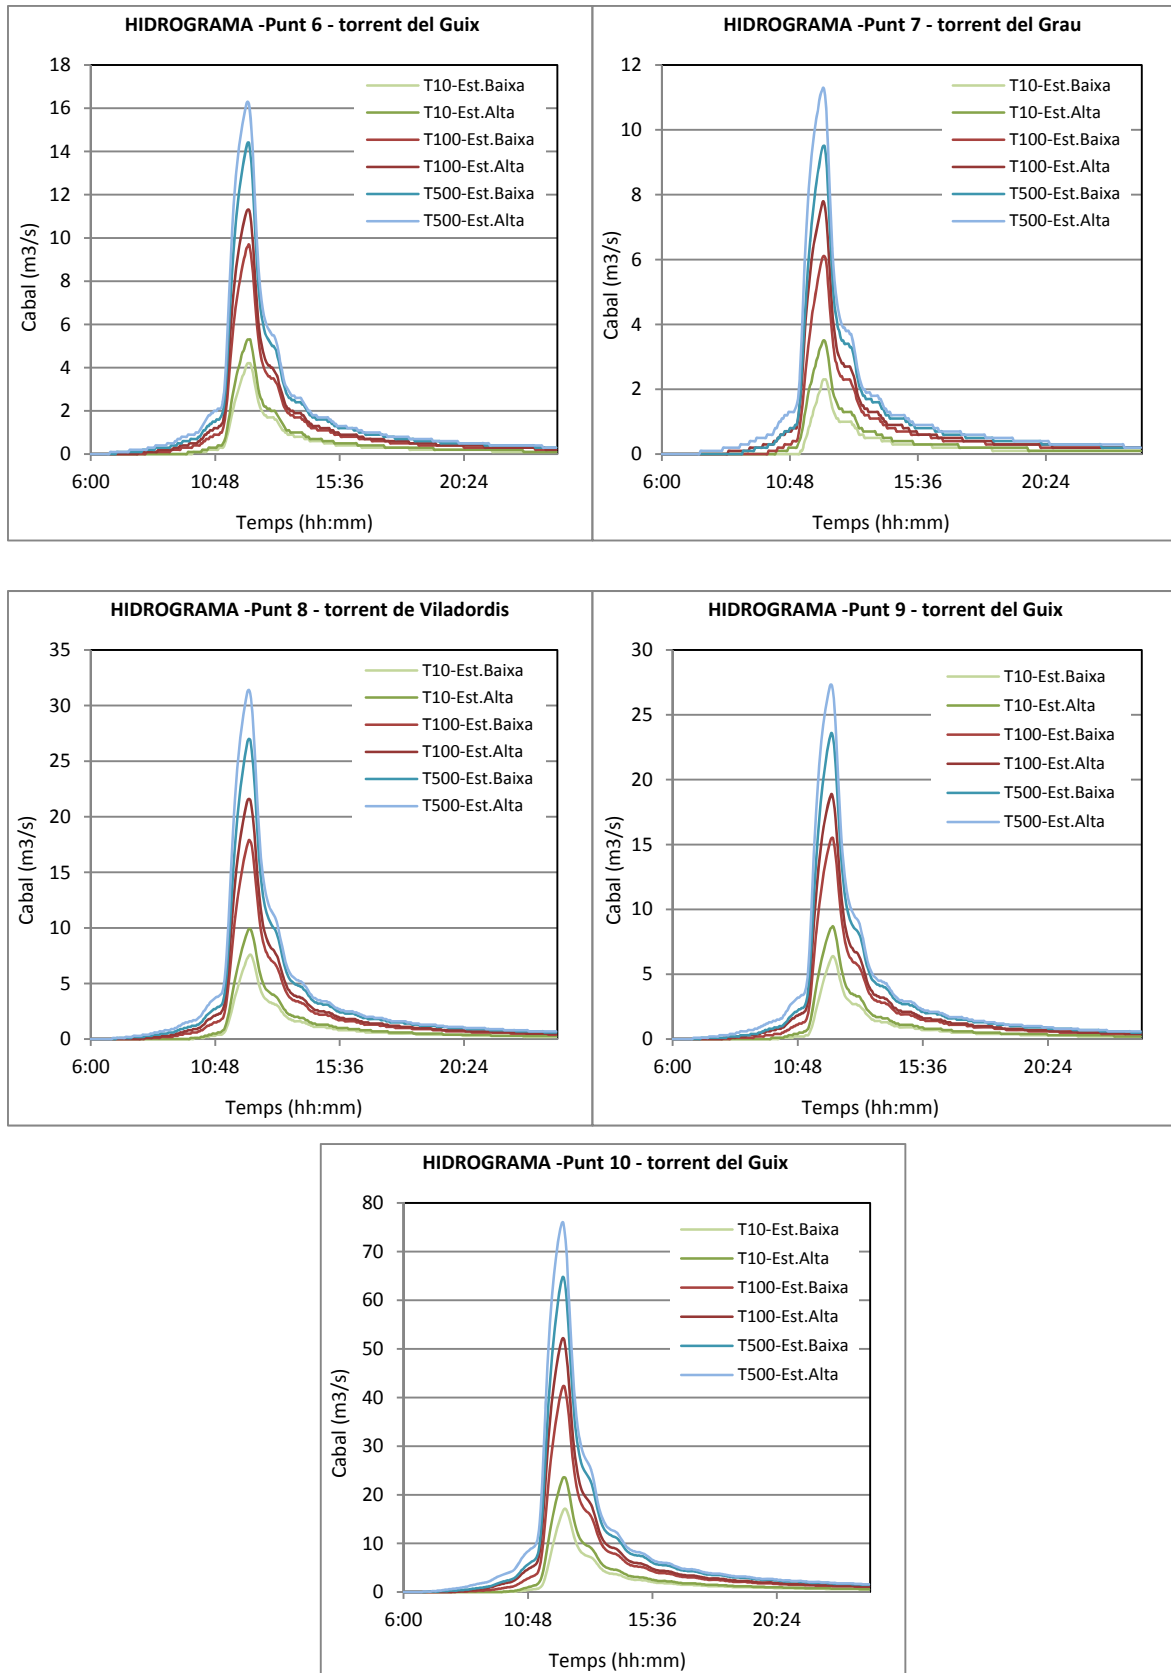 HIDROGRAMA -Punt 6 - torrent del Guix
Cabal (m3/s)
18
16
14
12
10
8
6
4
2
0
6:00 10:48 15:36 20:24
Temps (hh:mm)
T10-Est.Baixa
T10-Est.Alta
T100-Est.Baixa
T100-Est.Alta
T500-Est.Baixa
T500-Est.Alta
HIDROGRAMA -Punt 7 - torrent del Grau
Cabal (m3/s)
12
10
8
6
4
2
0
6:00 10:48 15:36 20:24
Temps (hh:mm)
T10-Est.Baixa
T10-Est.Alta
T100-Est.Baixa
T100-Est.Alta
T500-Est.Baixa
T500-Est.Alta
HIDROGRAMA -Punt 8 - torrent de Viladordis
Cabal (m3/s)
35
30
25
20
15
10
5
0
6:00 10:48 15:36 20:24
Temps (hh:mm)
T10-Est.Baixa
T10-Est.Alta
T100-Est.Baixa
T100-Est.Alta
T500-Est.Baixa
T500-Est.Alta
HIDROGRAMA -Punt 9 - torrent del Guix
Cabal (m3/s)
30
25
20
15
10
5
0
6:00 10:48 15:36 20:24
Temps (hh:mm)
T10-Est.Baixa
T10-Est.Alta
T100-Est.Baixa
T100-Est.Alta
T500-Est.Baixa
T500-Est.Alta
HIDROGRAMA -Punt 10 - torrent del Guix
Cabal (m3/s)
80
70
60
50
40
30
20
10
0
6:00 10:48 15:36 20:24
Temps (hh:mm)
T10-Est.Baixa
T10-Est.Alta
T100-Est.Baixa
T100-Est.Alta
T500-Est.Baixa
T500-Est.Alta